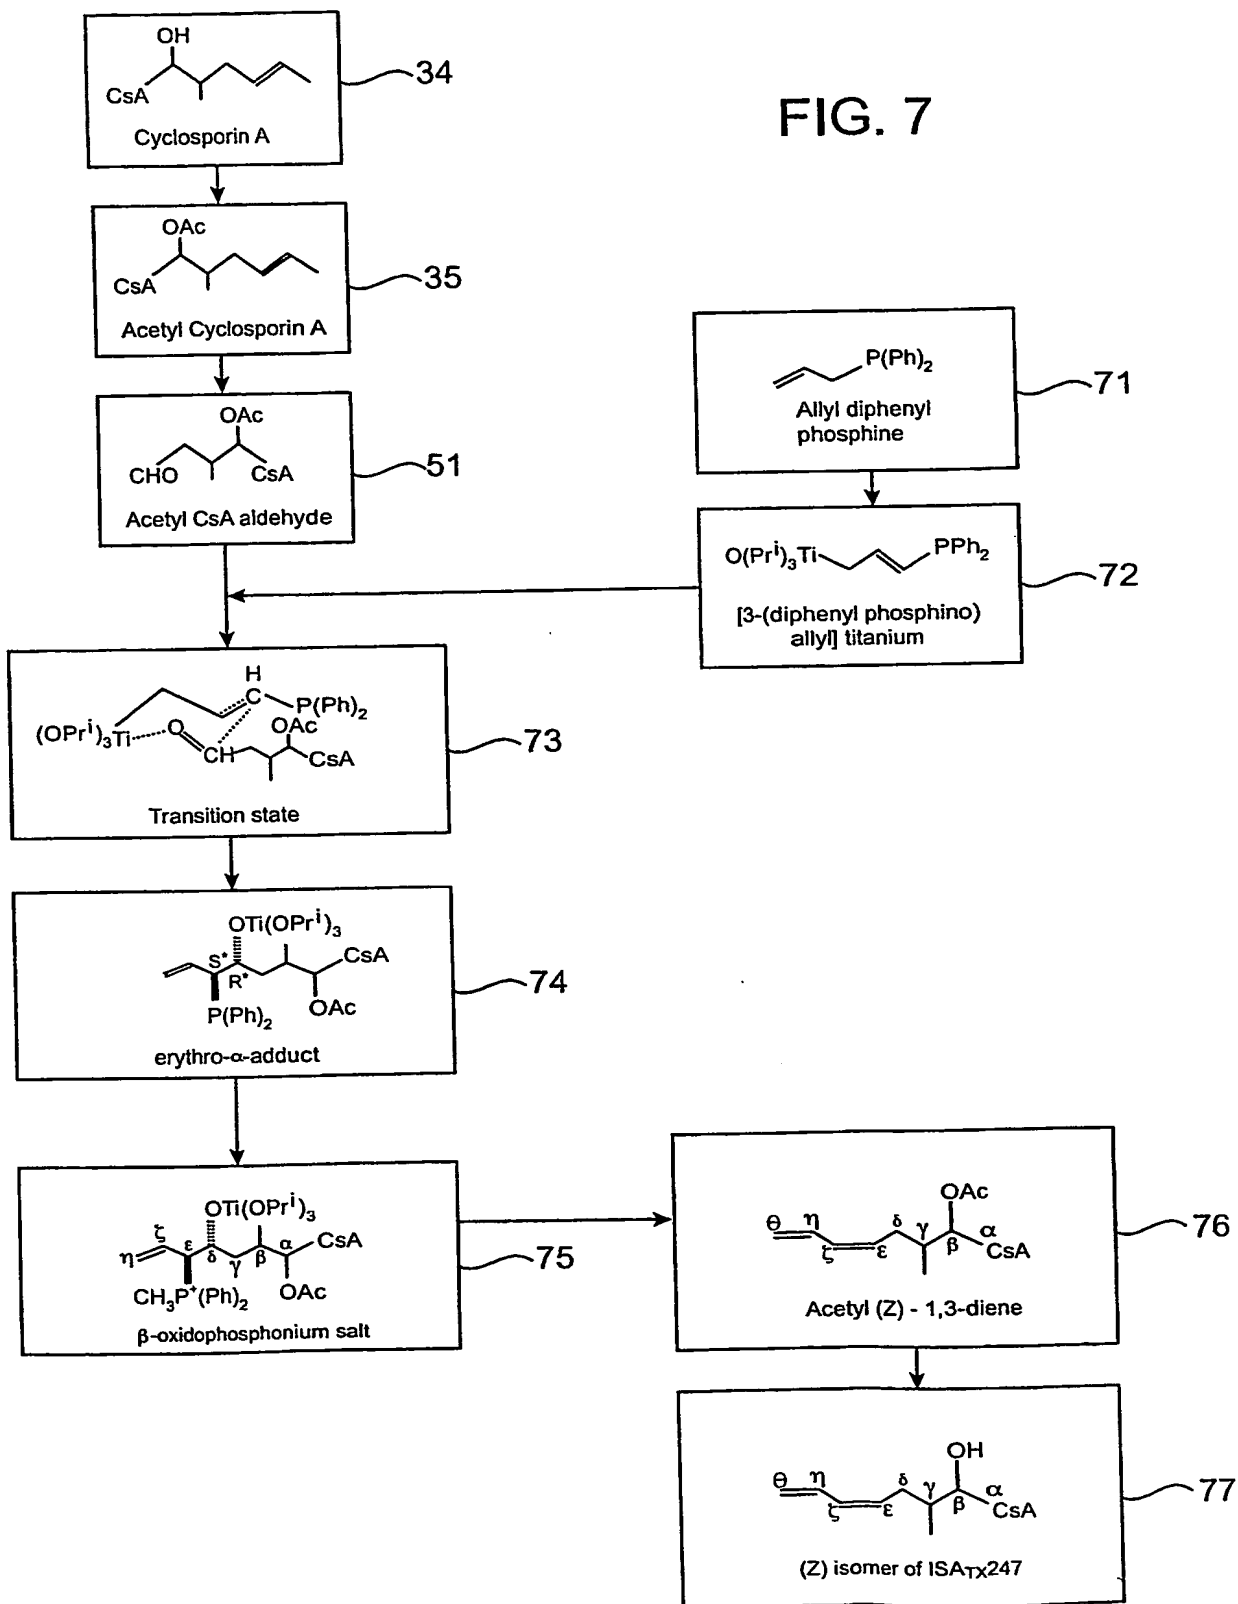 FIG. 7
OH
CsA
Cyclosporin A
34
OAc
CsA
Acetyl Cyclosporin A
35
OAc
CHO
CsA
Acetyl CsA aldehyde
51
P(Ph)2
Allyl diphenyl
phosphine
71
O(Pri)3Ti
PPh2
[3-(diphenyl phosphino)
allyl] titanium
72
H
C
P(Ph)2
(OPri)3Ti
O
OAc
CH
CsA
Transition state
73
OTi(OPri)3
CsA
S*
R*
P(Ph)2
OAc
erythro-α-adduct
74
OTi(OPri)3
ζ
CsA
η
ε
δ
γ
β
α
CH3P+(Ph)2
OAc
β-oxidophosphonium salt
75
OAc
θ
η
δ
γ
α
ζ
ε
β
CsA
Acetyl (Z) - 1,3-diene
76
OH
θ
η
δ
γ
α
ζ
ε
β
CsA
(Z) isomer of ISATX247
77